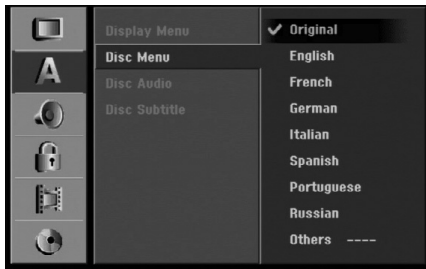 A
Display Menu
Disc Menu
Disc Audio
Disc Subtitle
✓ Original
English
French
German
Italian
Spanish
Portuguese
Russian
Others ----